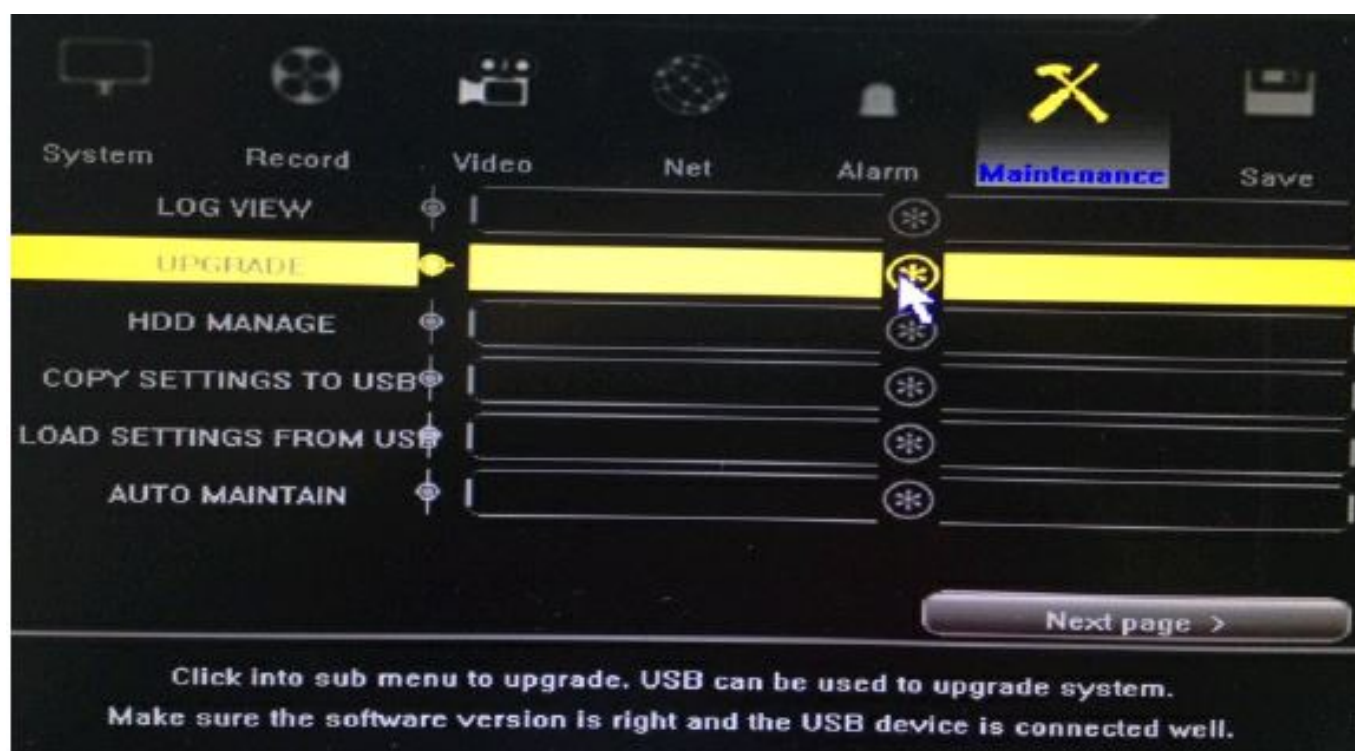 System Record Video Net Alarm Maintenance Save
LOG VIEW
UPGRADE
HDD MANAGE
COPY SETTINGS TO USB
LOAD SETTINGS FROM USB
AUTO MAINTAIN
Next page >
Click into sub menu to upgrade. USB can be used to upgrade system.
Make sure the software version is right and the USB device is connected well.